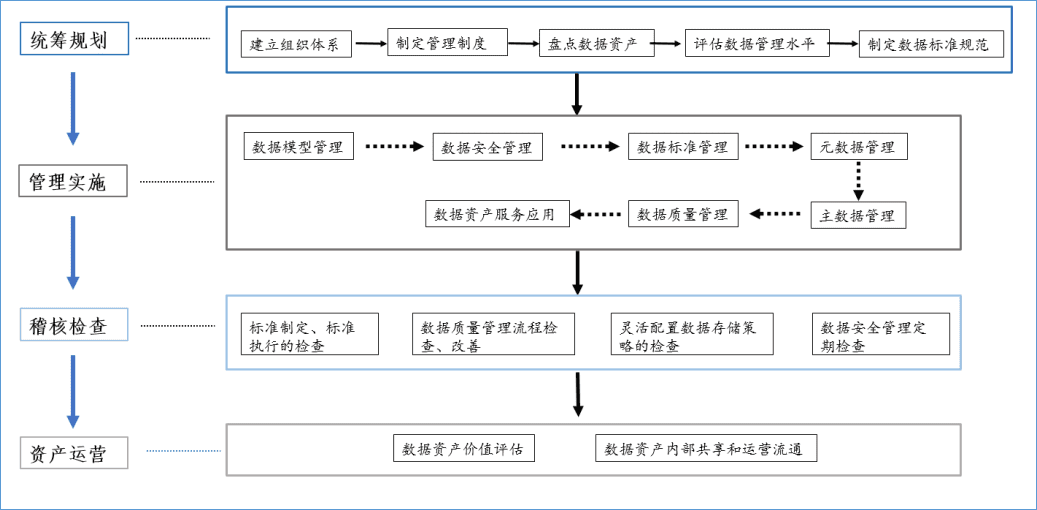 统筹规划
建立组织体系
制定管理制度
盘点数据资产
评估数据管理水平
制定数据标准规范
管理实施
数据模型管理
数据安全管理
数据标准管理
元数据管理
主数据管理
数据质量管理
数据资产服务应用
稽核检查
标准制定、标准
执行的检查
数据质量管理流程检
查、改善
灵活配置数据存储策
略的检查
数据安全管理定
期检查
资产运营
数据资产价值评估
数据资产内部共享和运营流通